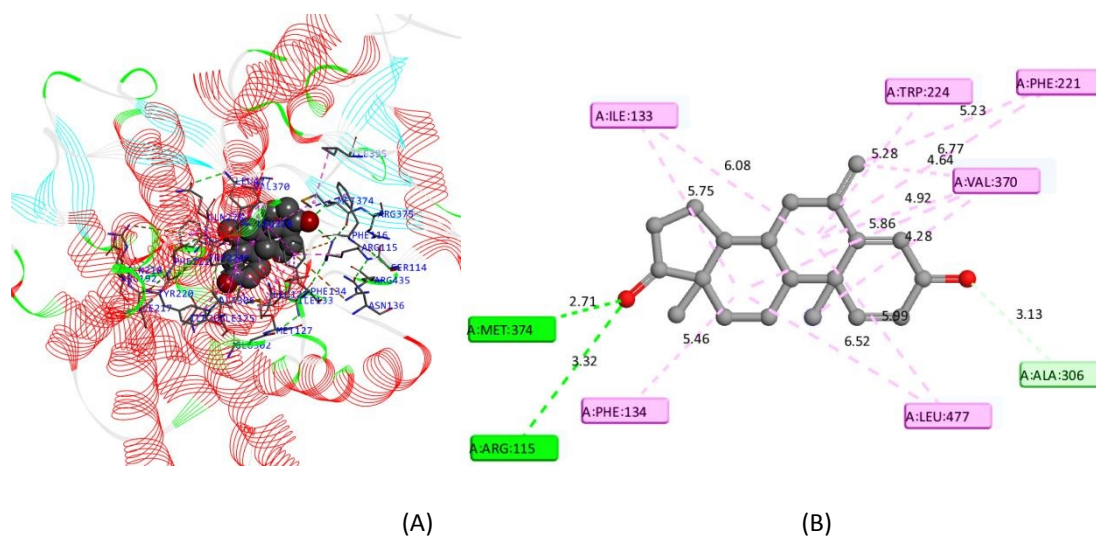 ILE395
VAL370
MET374
ARG375
PHE116
ARG115
SER114
ARG435
PHE134
ASN136
ILE133
TYR220
MET127
(A)
A:TRP:224
A:PHE:221
5.23
A:ILE:133
5.28
6.77
4.64
6.08
A:VAL:370
5.75
4.92
5.86
4.28
2.71
3.13
A:MET:374
5.99
3.32
5.46
6.52
A:ALA:306
A:PHE:134
A:LEU:477
A:ARG:115
(B)